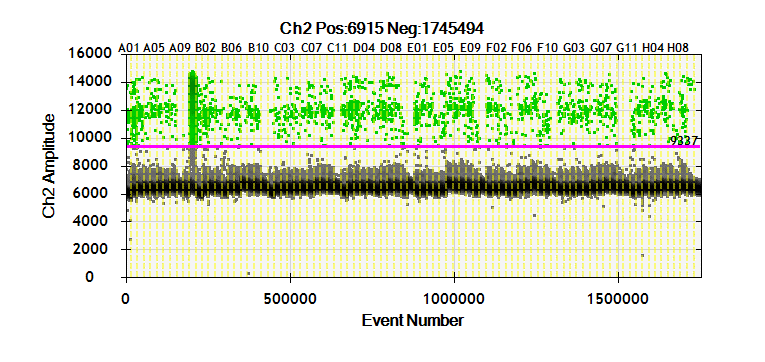 Ch2 Pos:6915 Neg:1745494
A01 A05 A09 B02 B06 B10 C03 C07 C11 D04 D08 E01 E05 E09 F02 F06 F10 G03 G07 G11 H04 H08
16000
14000
12000
10000
9337
8000
6000
4000
2000
0
Ch2 Amplitude
0 500000 1000000 1500000
Event Number